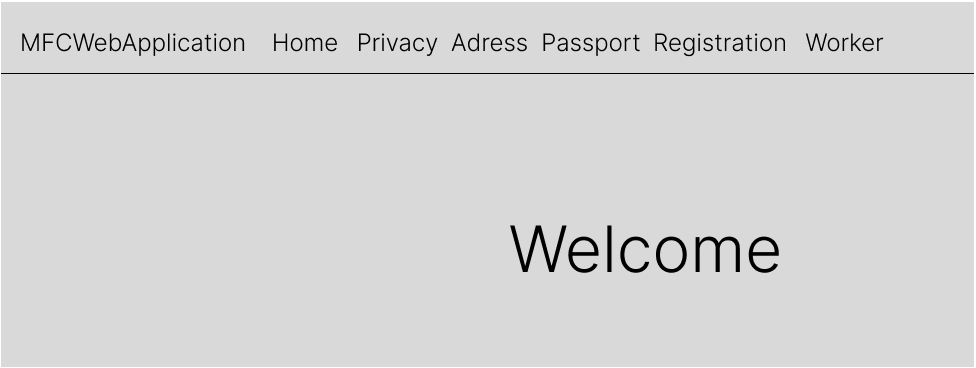 MFCWebApplication Home Privacy Adress Passport Registration Worker
Welcome